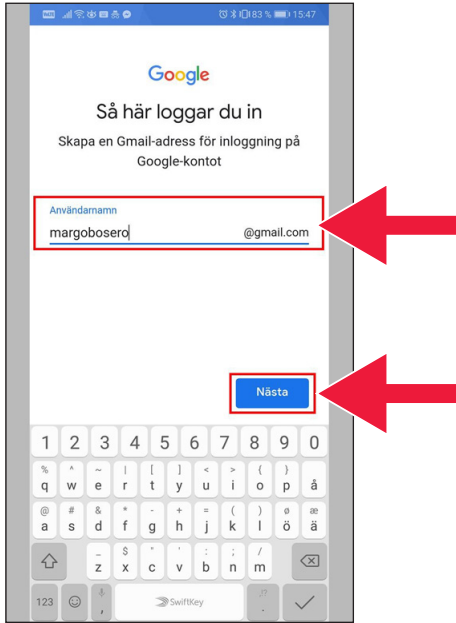 83 % 15:47
Google
Så här loggar du in
Skapa en Gmail-adress för inloggning på
Google-kontot
Användarnamn
margobosero @gmail.com
Nästa
1 2 3 4 5 6 7 8 9 0
% ^ ~ | [ ] < > { }
q w e r t y u i o p å
@ # & * - + = ( ) ø æ
a s d f g h j k l ö ä
_ $ " ' : ; /
z x c v b n m
123 , SwiftKey .